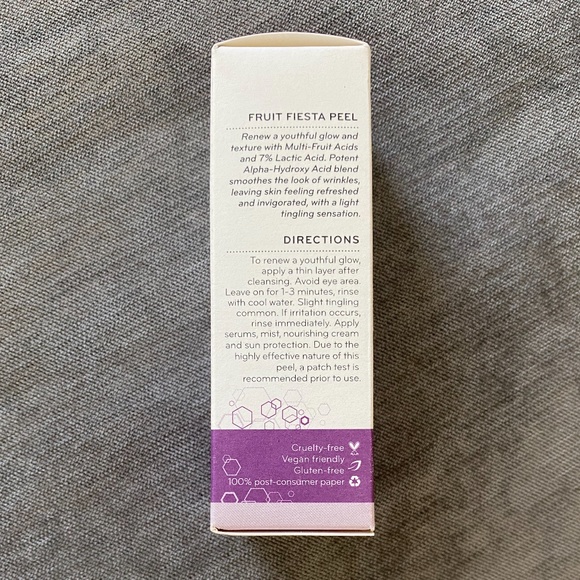 FRUIT FIESTA PEEL
Renew a youthful glow and
texture with Multi-Fruit Acids
and 7% Lactic Acid. Potent
Alpha-Hydroxy Acid blend
smoothes the look of wrinkles,
leaving skin feeling refreshed
and invigorated, with a light
tingling sensation.
DIRECTIONS
To renew a youthful glow,
apply a thin layer after
cleansing. Avoid eye area.
Leave on for 1-3 minutes, rinse
with cool water. Slight tingling
common. If irritation occurs,
rinse immediately. Apply
serums, mist, nourishing cream
and sun protection. Due to the
highly effective nature of this
peel, a patch test is
recommended prior to use.
Cruelty-free
Vegan friendly
Gluten-free
100% post-consumer paper